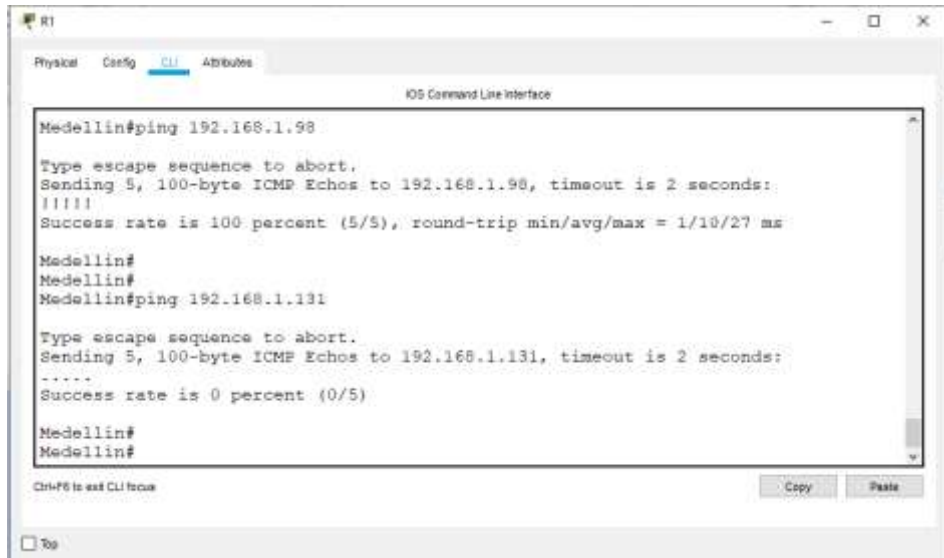 R1
Physical Config CLI Attributes
IOS Command Line Interface
Medellin#ping 192.168.1.98
Type escape sequence to abort.
Sending 5, 100-byte ICMP Echos to 192.168.1.98, timeout is 2 seconds:
!!!!!
Success rate is 100 percent (5/5), round-trip min/avg/max = 1/10/27 ms
Medellin#
Medellin#
Medellin#ping 192.168.1.131
Type escape sequence to abort.
Sending 5, 100-byte ICMP Echos to 192.168.1.131, timeout is 2 seconds:
.....
Success rate is 0 percent (0/5)
Medellin#
Medellin#
Ctrl+F6 to exit CLI focus
Copy Paste
Top